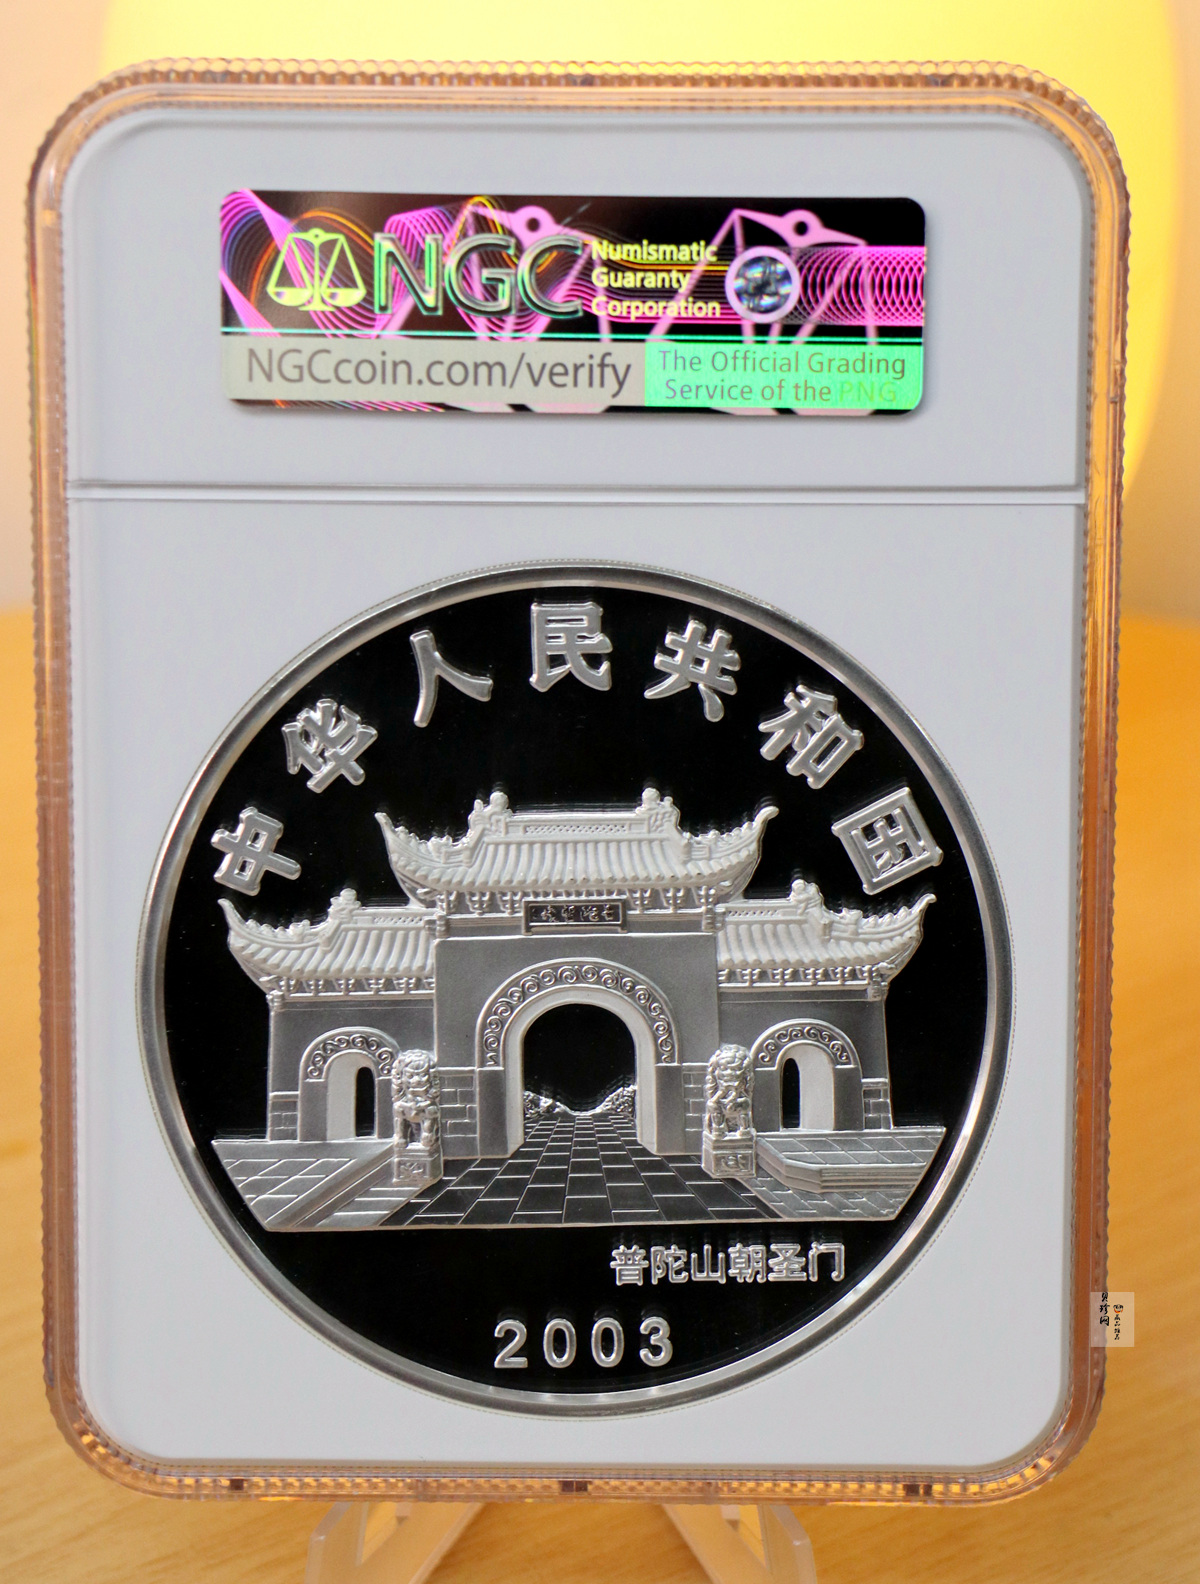 NGC
Numismatic
Guaranty
Corporation
NGCcoin.com/verify
The Official Grading
Service of the PNG
中华人民共和国
普陀山朝圣门
2003